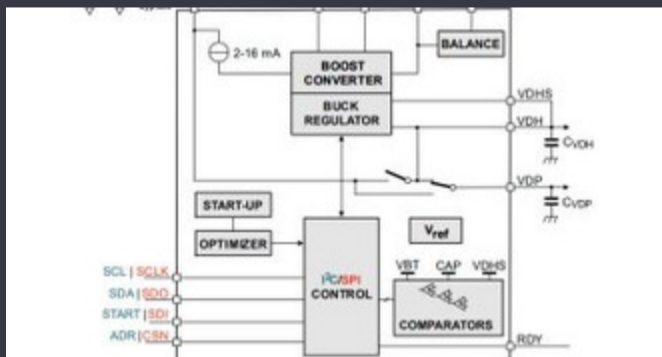 2-16 mA
BALANCE
BOOST
CONVERTER
BUCK
REGULATOR
VDHS
VDH
CVDH
VDP
CVDP
START-UP
OPTIMIZER
Vref
VBT CAP VDHS
COMPARATORS
I²C/SPI
CONTROL
SCL | SCLK
SDA | SDO
START | SDI
ADR | CSN
RDY